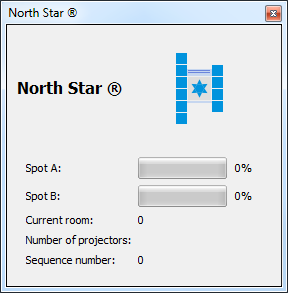 North Star ®
North Star ®
Spot A: 0%
Spot B: 0%
Current room: 0
Number of projectors:
Sequence number: 0